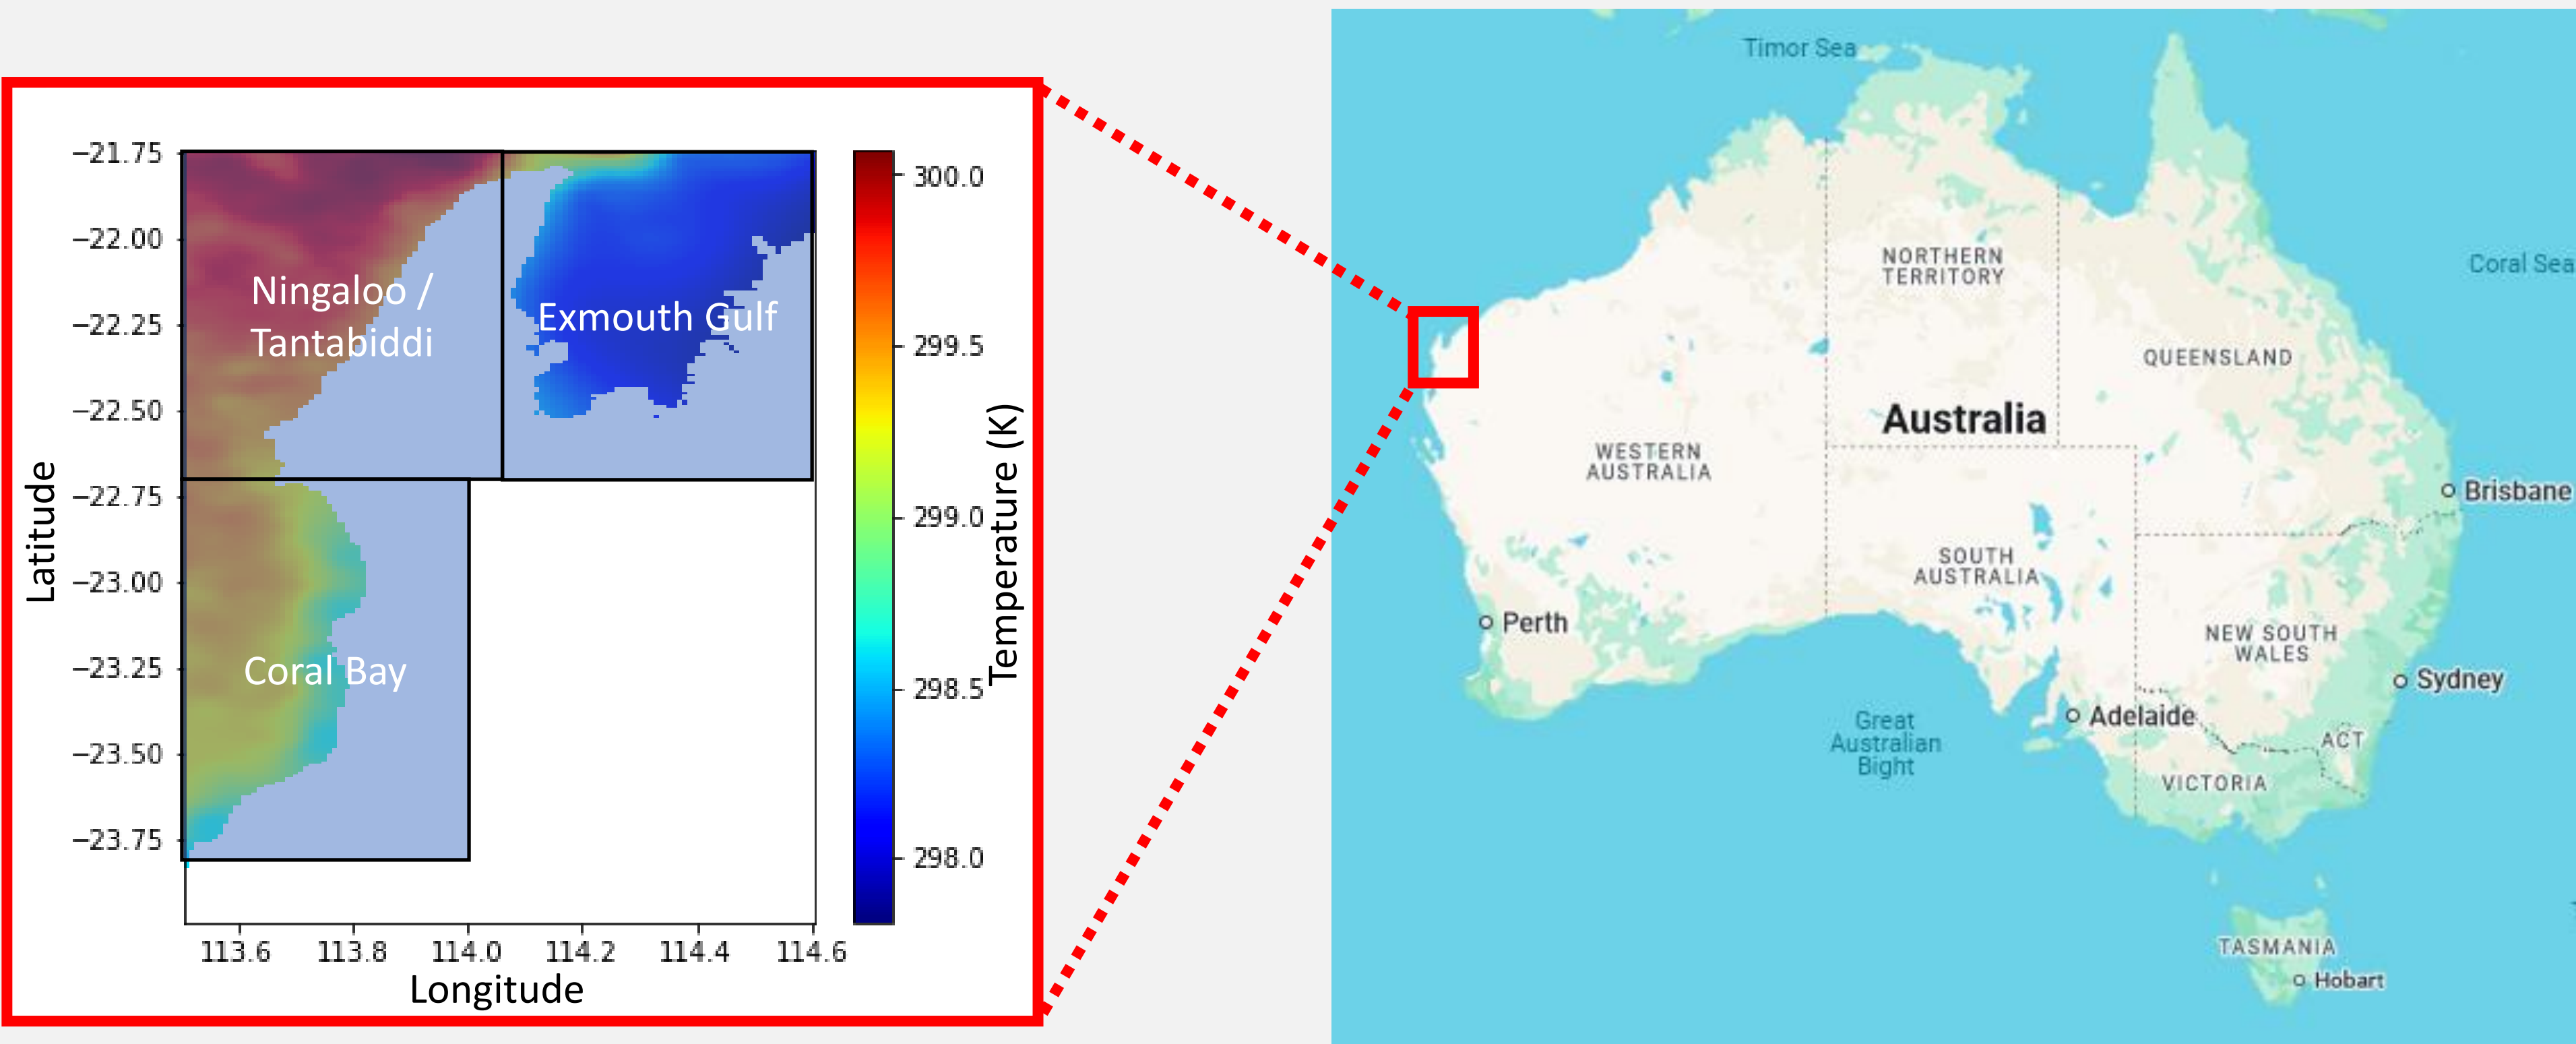 −21.75
−22.00
−22.25
−22.50
−22.75
−23.00
−23.25
−23.50
−23.75
Latitude
Ningaloo /
Tantabiddi
Exmouth Gulf
Coral Bay
113.6 113.8 114.0 114.2 114.4 114.6
Longitude
300.0
299.5
299.0
298.5
298.0
Temperature (K)
Timor Sea
Coral Sea
NORTHERN
TERRITORY
QUEENSLAND
Australia
WESTERN
AUSTRALIA
Brisbane
SOUTH
AUSTRALIA
Perth
NEW SOUTH
WALES
Sydney
Adelaide
Great
Australian
Bight
ACT
VICTORIA
TASMANIA
Hobart